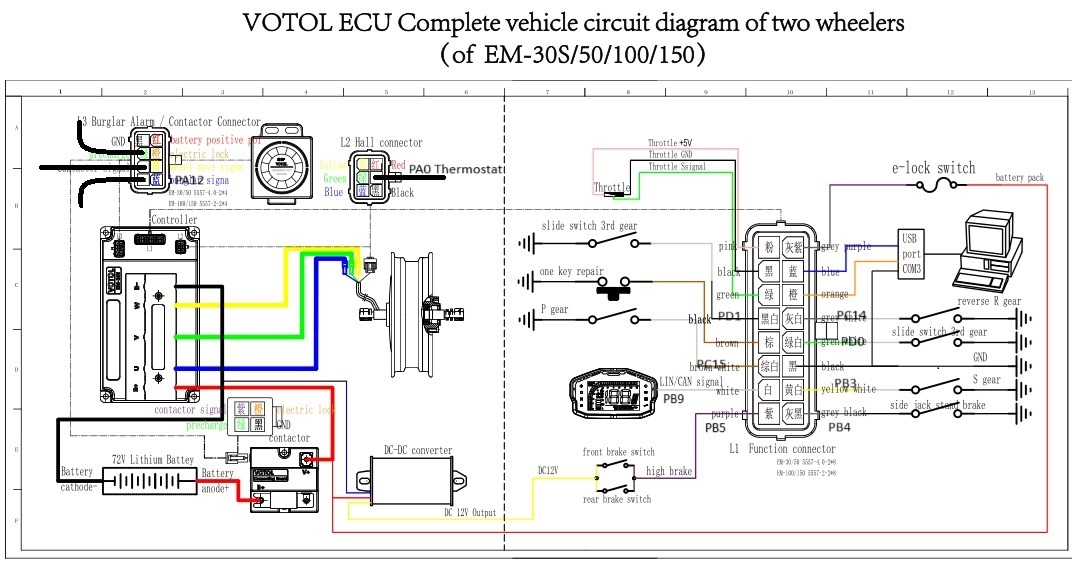 VOTOL ECU Complete vehicle circuit diagram of two wheelers
(of EM-30S/50/100/150)
1 2 3 4 5 6 7 8 9 10 11 12 13
A
B
C
D
E
F
L3 Burglar Alarm / Contactor Connector
GND 黑 红 battery positive
electric lock
蓝
PA12
EM-30/50 5557-4.0-2*4
EM-100/150 5557-2-2*4
L2 Hall connector
Yellow 红 Red
Green
Blue 蓝 黑 Black
PA0 Thermostat
Controller
VOTOL
B-
W
V
U
B+
contactor signal 紫 橙 electric lock
precharge 绿 黑 GND
contactor
VOTOL
V+
B+
72V Lithium Battey
Battery
cathode-
Battery
anode+
DC-DC converter
DC 12V Output
DC12V
Throttle +5V
Throttle GND
Throttle Ssignal
Throttle
slide switch 3rd gear
one key repair
P gear
LIN/CAN signal
PB9
front brake switch
rear brake switch
high brake
e-lock switch
battery pack
USB
port
COM3
pink 粉 灰紫 grey purple
black 黑 蓝 blue
green 绿 橙 orange
black PD1 黑白 灰白 grey white PC14
brown 棕 绿白 green white PD0
brown white PC15 综白 黑 black
white 白 黄白 yellow white PB3
purple 紫 灰黑 grey black
PB5
PB4
reverse R gear
slide switch 3rd gear
GND
S gear
side jack stand brake
L1 Function connector
EM-30/50 5557-4.0-2*8
EM-100/150 5557-2-2*8